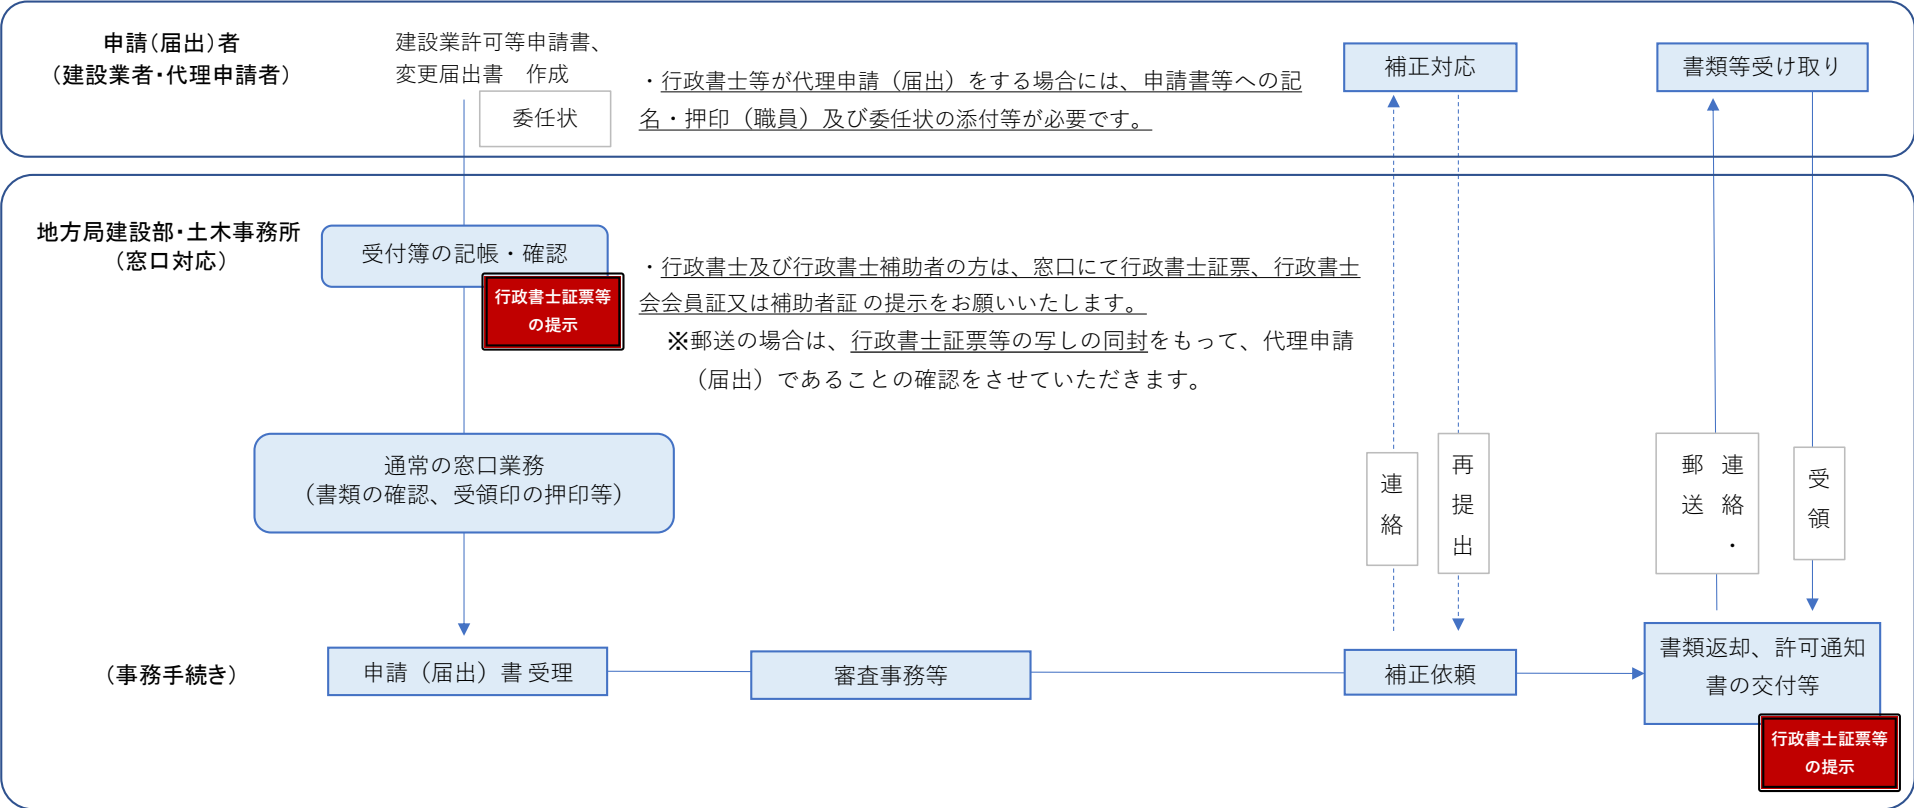 申請（届出）者
（建設業者・代理申請者）
建設業許可等申請書、
変更届出書　作成
委任状
・行政書士等が代理申請（届出）をする場合には、申請書等への記
名・押印（職員）及び委任状の添付等が必要です。
補正対応
書類等受け取り
地方局建設部・土木事務所
（窓口対応）
受付簿の記帳・確認
行政書士証票等
の提示
・行政書士及び行政書士補助者の方は、窓口にて行政書士証票、行政書士
会会員証又は補助者証 の提示をお願いいたします。
※郵送の場合は、行政書士証票等の写しの同封をもって、代理申請
（届出）であることの確認をさせていただきます。
通常の窓口業務
（書類の確認、受領印の押印等）
連絡
再提出
連絡・
郵送
受領
（事務手続き）
申請（届出）書 受理
審査事務等
補正依頼
書類返却、許可通知
書の交付等
行政書士証票等
の提示